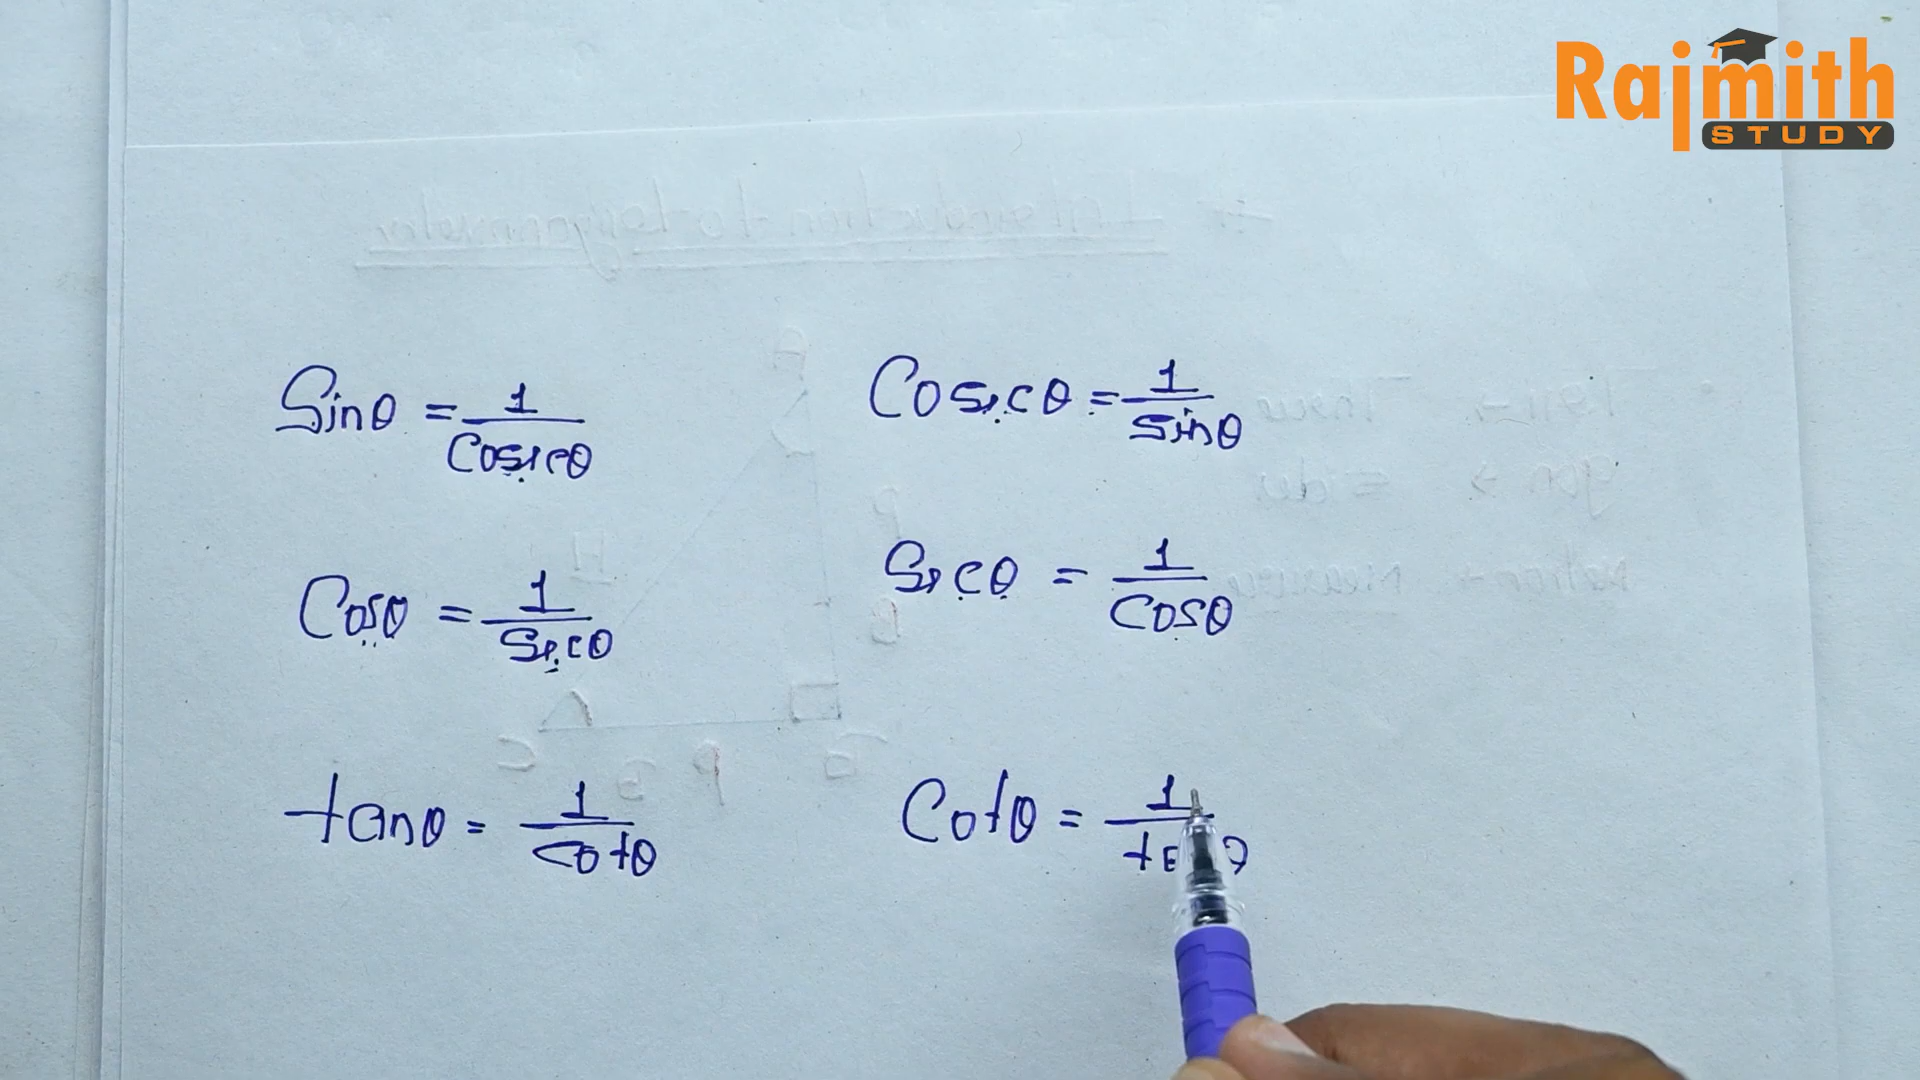 Rajmith
STUDY
Sinθ = 1/Cosecθ
Cosecθ = 1/Sinθ
Cosθ = 1/Secθ
Secθ = 1/Cosθ
tanθ = 1/Cotθ
Cotθ = 1/